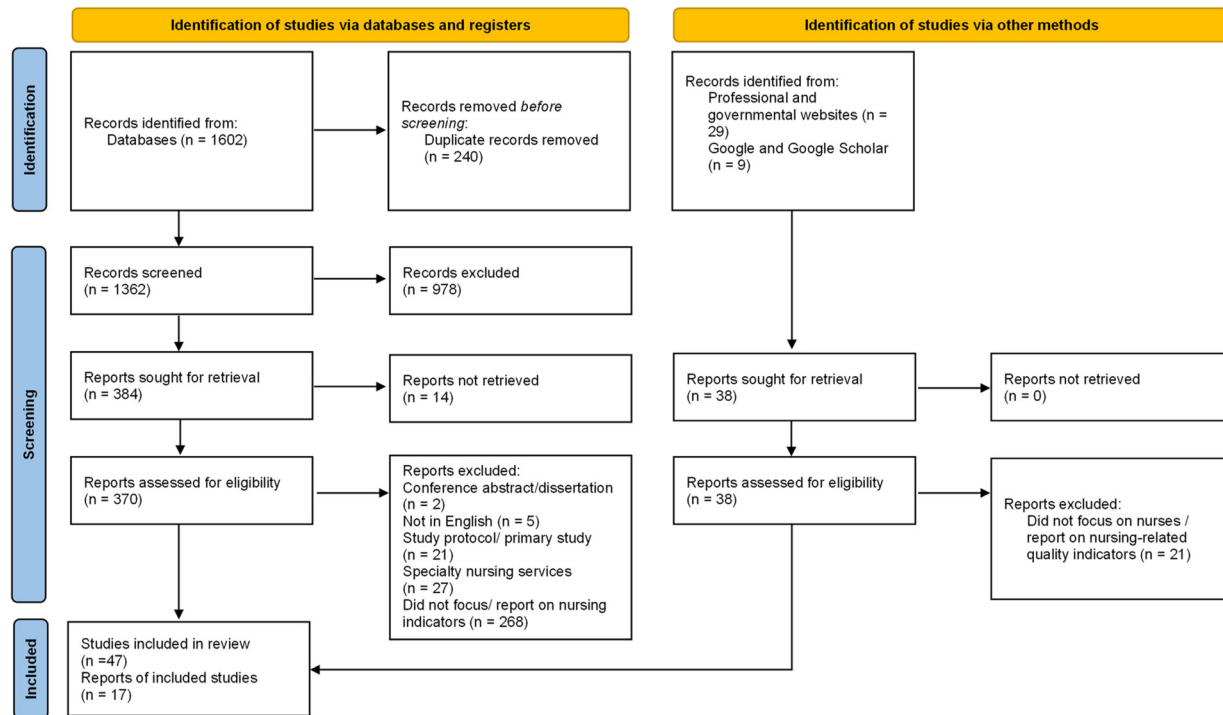 Identification of studies via databases and registers
Identification of studies via other methods
Identification
Records identified from:
Databases (n = 1602)
Records removed before
screening:
Duplicate records removed
(n = 240)
Records identified from:
Professional and
governmental websites (n =
29)
Google and Google Scholar
(n = 9)
Screening
Records screened
(n = 1362)
Records excluded
(n = 978)
Reports sought for retrieval
(n = 384)
Reports not retrieved
(n = 14)
Reports sought for retrieval
(n = 38)
Reports not retrieved
(n = 0)
Reports assessed for eligibility
(n = 370)
Reports excluded:
Conference abstract/dissertation
(n = 2)
Not in English (n = 5)
Study protocol/ primary study
(n = 21)
Specialty nursing services
(n = 27)
Did not focus/ report on nursing
indicators (n = 268)
Reports assessed for eligibility
(n = 38)
Reports excluded:
Did not focus on nurses /
report on nursing-related
quality indicators (n = 21)
Included
Studies included in review
(n =47)
Reports of included studies
(n = 17)